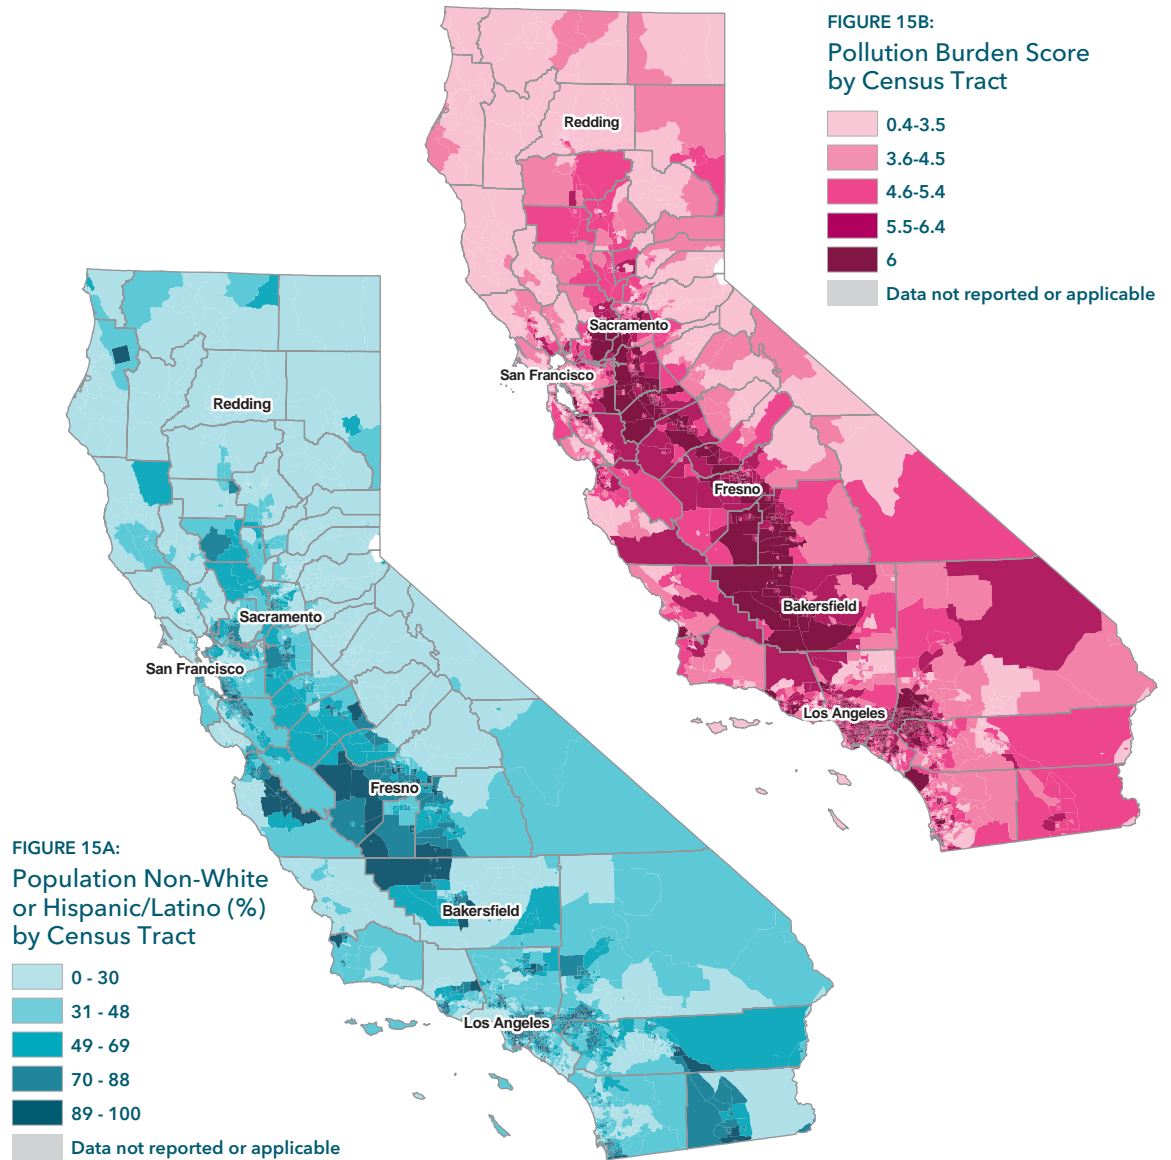 FIGURE 15B:
Pollution Burden Score
by Census Tract
0.4-3.5
3.6-4.5
4.6-5.4
5.5-6.4
6
Data not reported or applicable
Redding
Sacramento
San Francisco
Fresno
Bakersfield
Los Angeles
Redding
Sacramento
San Francisco
Fresno
Bakersfield
Los Angeles
FIGURE 15A:
Population Non-White
or Hispanic/Latino (%)
by Census Tract
0 - 30
31 - 48
49 - 69
70 - 88
89 - 100
Data not reported or applicable